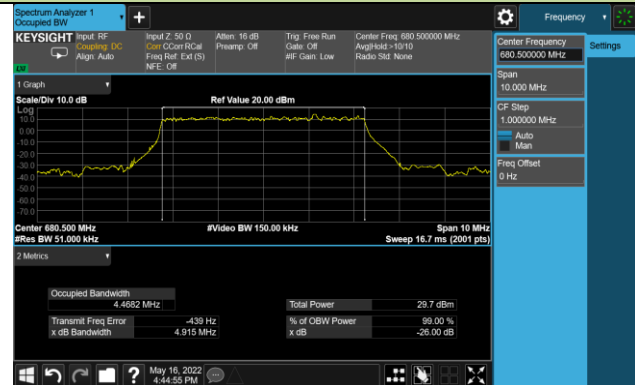 Spectrum Analyzer 1
Occupied BW
Frequency
KEYSIGHT Input: RF
Coupling: DC
Align: Auto
Input Z: 50 Ω
Corr CCorr RCal
Freq Ref: Ext (S)
NFE: Off
Atten: 16 dB
Preamp: Off
Trig: Free Run
Gate: Off
#IF Gain: Low
Center Freq: 680.500000 MHz
Avg|Hold:>10/10
Radio Std: None
Center Frequency
680.500000 MHz
Settings
Span
10.000 MHz
CF Step
1.000000 MHz
Auto
Man
Freq Offset
0 Hz
1 Graph
Scale/Div 10.0 dB
Ref Value 20.00 dBm
Log
10.0
0.00
-10.0
-20.0
-30.0
-40.0
-50.0
-60.0
-70.0
Center 680.500 MHz
#Video BW 150.00 kHz
Span 10 MHz
#Res BW 51.000 kHz
Sweep 16.7 ms (2001 pts)
2 Metrics
Occupied Bandwidth
4.4682 MHz
Total Power 29.7 dBm
Transmit Freq Error -439 Hz
% of OBW Power 99.00 %
x dB Bandwidth 4.915 MHz
x dB -26.00 dB
May 16, 2022
4:44:55 PM